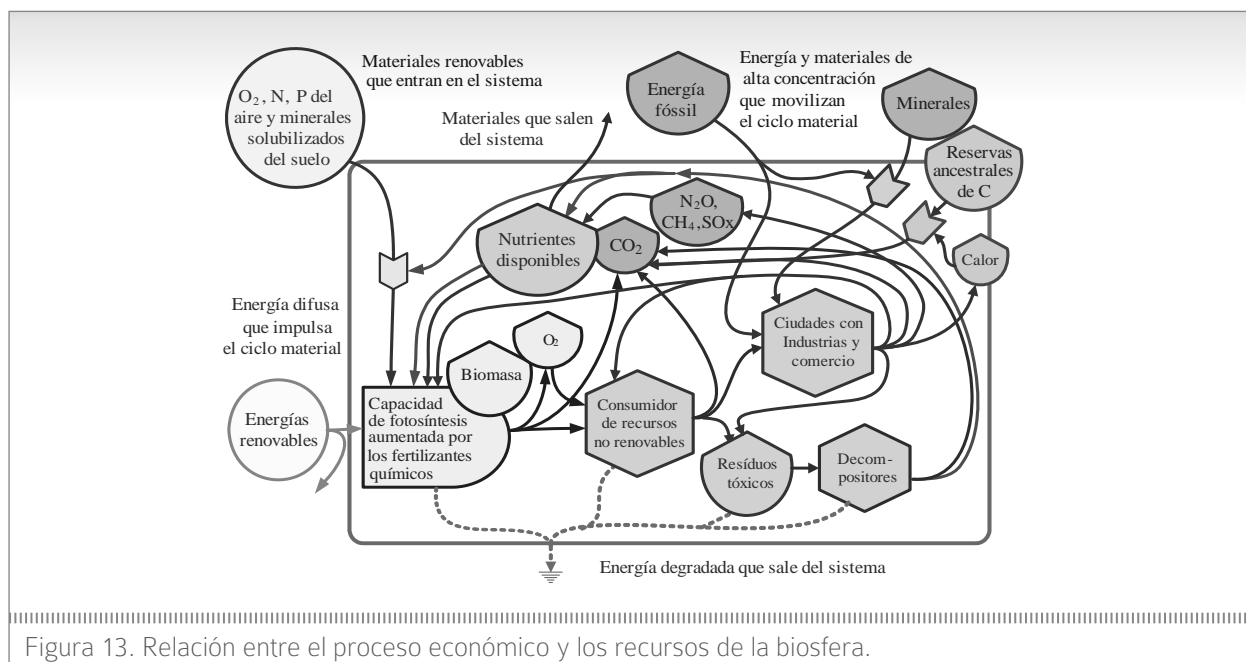 Materiales renovables
que entran en el sistema
O₂, N, P del
aire y minerales
solubilizados
del suelo
Materiales que salen
del sistema
Energía
fóssil
Energía y materiales de
alta concentración
que movilizan
el ciclo material
Minerales
Reservas
ancestrales
de C
N₂O,
CH₄,SOx
Nutrientes
disponibles
CO₂
Calor
Energía difusa
que impulsa
el ciclo material
O₂
Ciudades con
Industrias y
comercio
Biomasa
Energías
renovables
Capacidad
de fotosíntesis
aumentada por
los fertilizantes
químicos
Consumidor
de recursos
no renovables
Resíduos
tóxicos
Decom-
positores
Energía degradada que sale del sistema
Figura 13. Relación entre el proceso económico y los recursos de la biosfera.